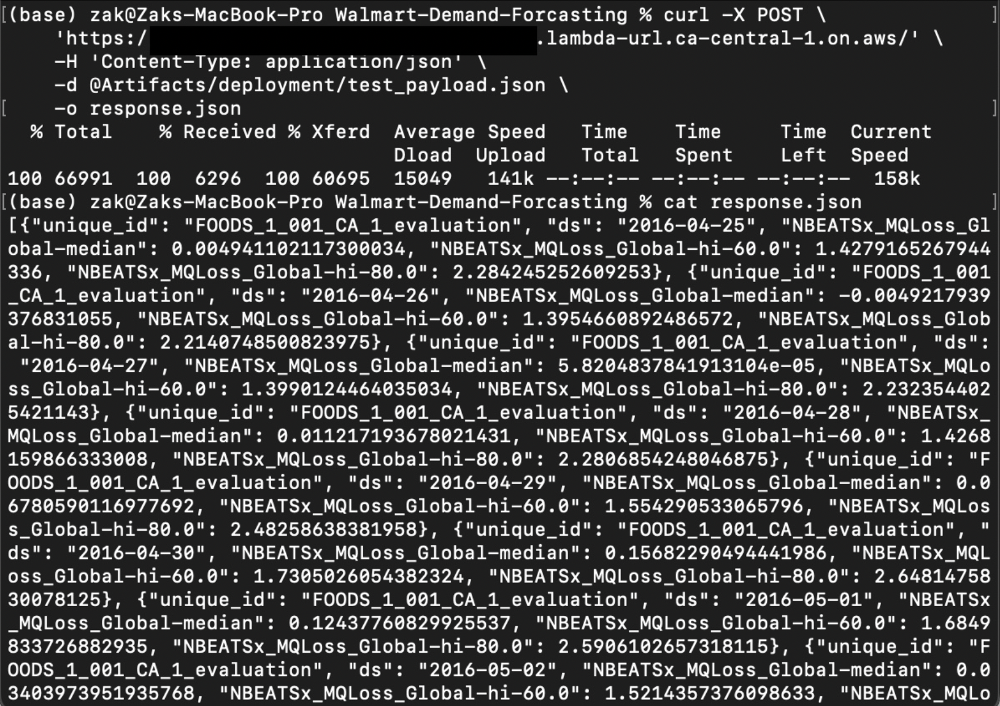 [(base) zak@Zaks-MacBook-Pro Walmart-Demand-Forcasting % curl -X POST \ ]
'https:/ .lambda-url.ca-central-1.on.aws/' \
-H 'Content-Type: application/json' \
-d @Artifacts/deployment/test_payload.json \
[ -o response.json ]
% Total % Received % Xferd Average Speed Time Time Time Current
Dload Upload Total Spent Left Speed
100 66991 100 6296 100 60695 15049 141k --:--:-- --:--:-- --:--:-- 158k
[(base) zak@Zaks-MacBook-Pro Walmart-Demand-Forcasting % cat response.json ]
[{"unique_id": "FOODS_1_001_CA_1_evaluation", "ds": "2016-04-25", "NBEATSx_MQLoss_Gl
obal-median": 0.004941102117300034, "NBEATSx_MQLoss_Global-hi-60.0": 1.4279165267944
336, "NBEATSx_MQLoss_Global-hi-80.0": 2.284245252609253}, {"unique_id": "FOODS_1_001
_CA_1_evaluation", "ds": "2016-04-26", "NBEATSx_MQLoss_Global-median": -0.0049217939
376831055, "NBEATSx_MQLoss_Global-hi-60.0": 1.3954660892486572, "NBEATSx_MQLoss_Glob
al-hi-80.0": 2.2140748500823975}, {"unique_id": "FOODS_1_001_CA_1_evaluation", "ds":
 "2016-04-27", "NBEATSx_MQLoss_Global-median": 5.8204837841913104e-05, "NBEATSx_MQLo
ss_Global-hi-60.0": 1.3990124464035034, "NBEATSx_MQLoss_Global-hi-80.0": 2.232354402
5421143}, {"unique_id": "FOODS_1_001_CA_1_evaluation", "ds": "2016-04-28", "NBEATSx_
MQLoss_Global-median": 0.011217193678021431, "NBEATSx_MQLoss_Global-hi-60.0": 1.4268
159866333008, "NBEATSx_MQLoss_Global-hi-80.0": 2.2806854248046875}, {"unique_id": "F
OODS_1_001_CA_1_evaluation", "ds": "2016-04-29", "NBEATSx_MQLoss_Global-median": 0.0
6780590116977692, "NBEATSx_MQLoss_Global-hi-60.0": 1.554290533065796, "NBEATSx_MQLos
s_Global-hi-80.0": 2.48258638381958}, {"unique_id": "FOODS_1_001_CA_1_evaluation", "
ds": "2016-04-30", "NBEATSx_MQLoss_Global-median": 0.15682290494441986, "NBEATSx_MQL
oss_Global-hi-60.0": 1.7305026054382324, "NBEATSx_MQLoss_Global-hi-80.0": 2.64814758
30078125}, {"unique_id": "FOODS_1_001_CA_1_evaluation", "ds": "2016-05-01", "NBEATSx
_MQLoss_Global-median": 0.12437760829925537, "NBEATSx_MQLoss_Global-hi-60.0": 1.6849
833726882935, "NBEATSx_MQLoss_Global-hi-80.0": 2.5906102657318115}, {"unique_id": "F
OODS_1_001_CA_1_evaluation", "ds": "2016-05-02", "NBEATSx_MQLoss_Global-median": 0.0
3403973951935768, "NBEATSx_MQLoss_Global-hi-60.0": 1.5214357376098633, "NBEATSx_MQLo